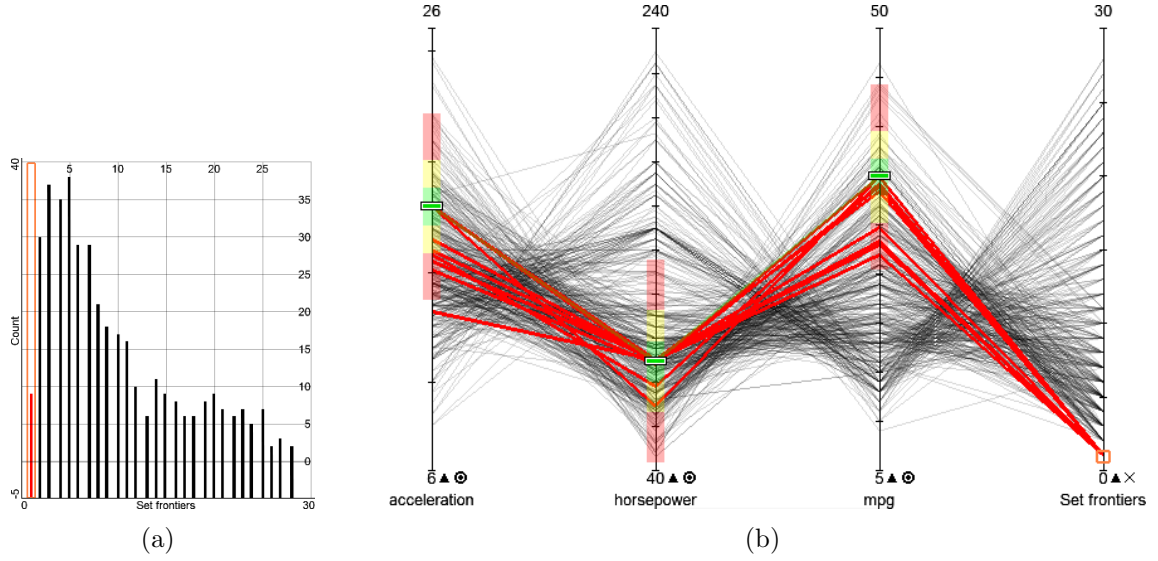 26 240 50 30
40
5 10 15 20 25
35
30
25
20
15
10
5
0
-5
Count
0 Set frontiers 30
6 40 5 0
acceleration horsepower mpg Set frontiers
(a) (b)